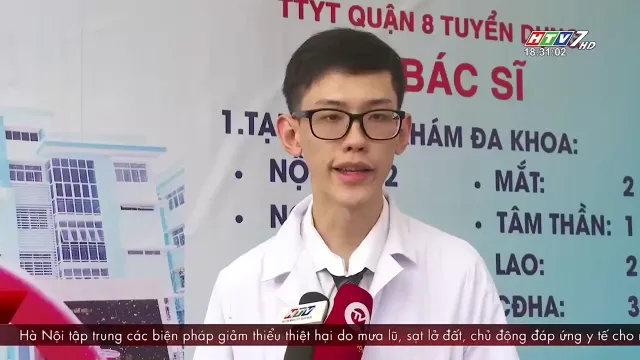 TTYT QUẬN 8 TUYỂN DỤNG
HTV7 HD
18:31:02
BÁC SĨ
1.TẠ HÁM ĐA KHOA:
NỘ 2
• MẮT: 2
• TÂM THẦN: 1
LAO: 2
CĐHA: 3
HTV
Hà Nội tập trung các biện pháp giảm thiểu thiệt hại do mưa lũ, sạt lở đất, chủ động đáp ứng y tế cho